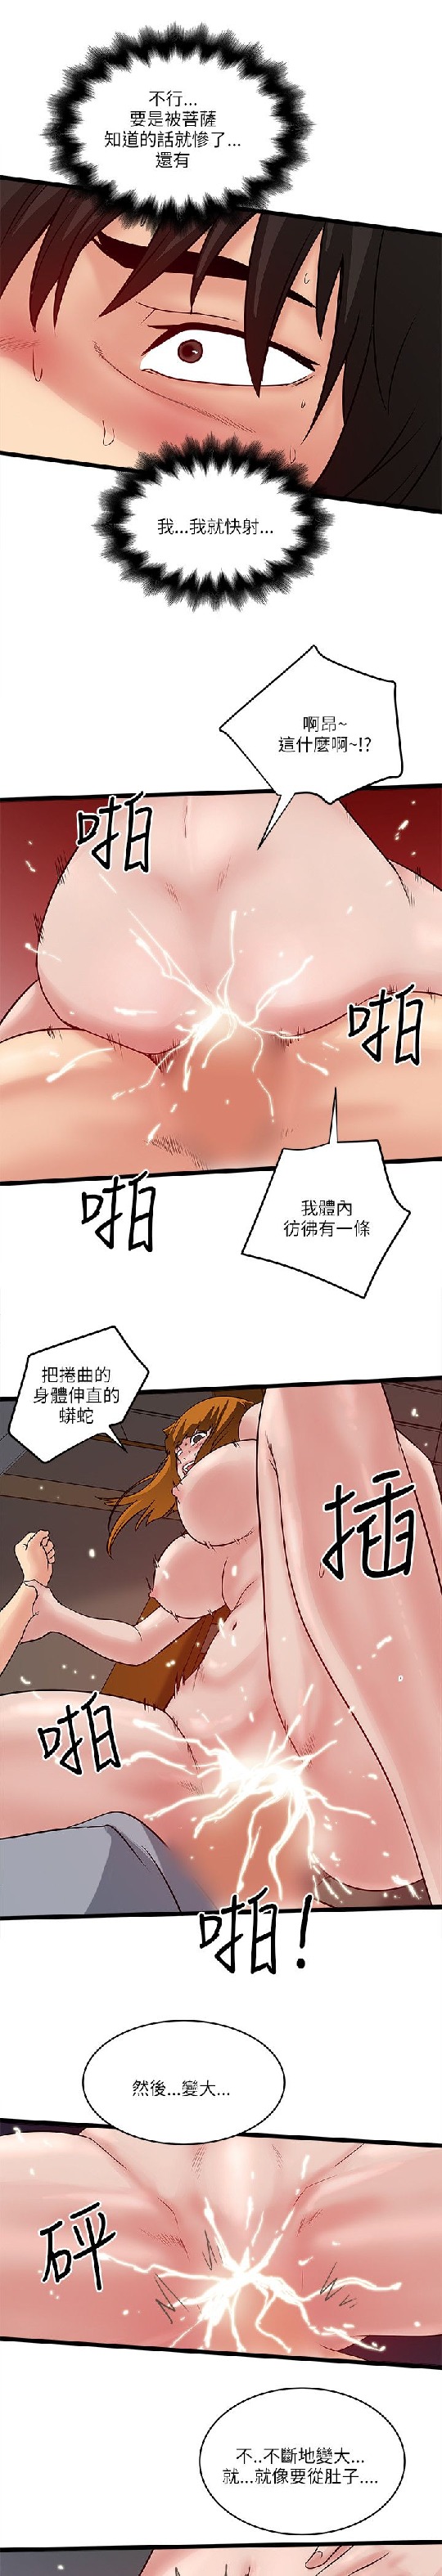 不行...
要是被菩薩
知道的話就慘了...
還有
我...我就快射...
啊昂~
這什麼啊~!?
啪
啪
啪
我體內
彷彿有一條
把捲曲的
身體伸直的
蟒蛇
插
啪
啪!
然後...變大...
砰
不..不斷地變大...
就...就像要從肚子....